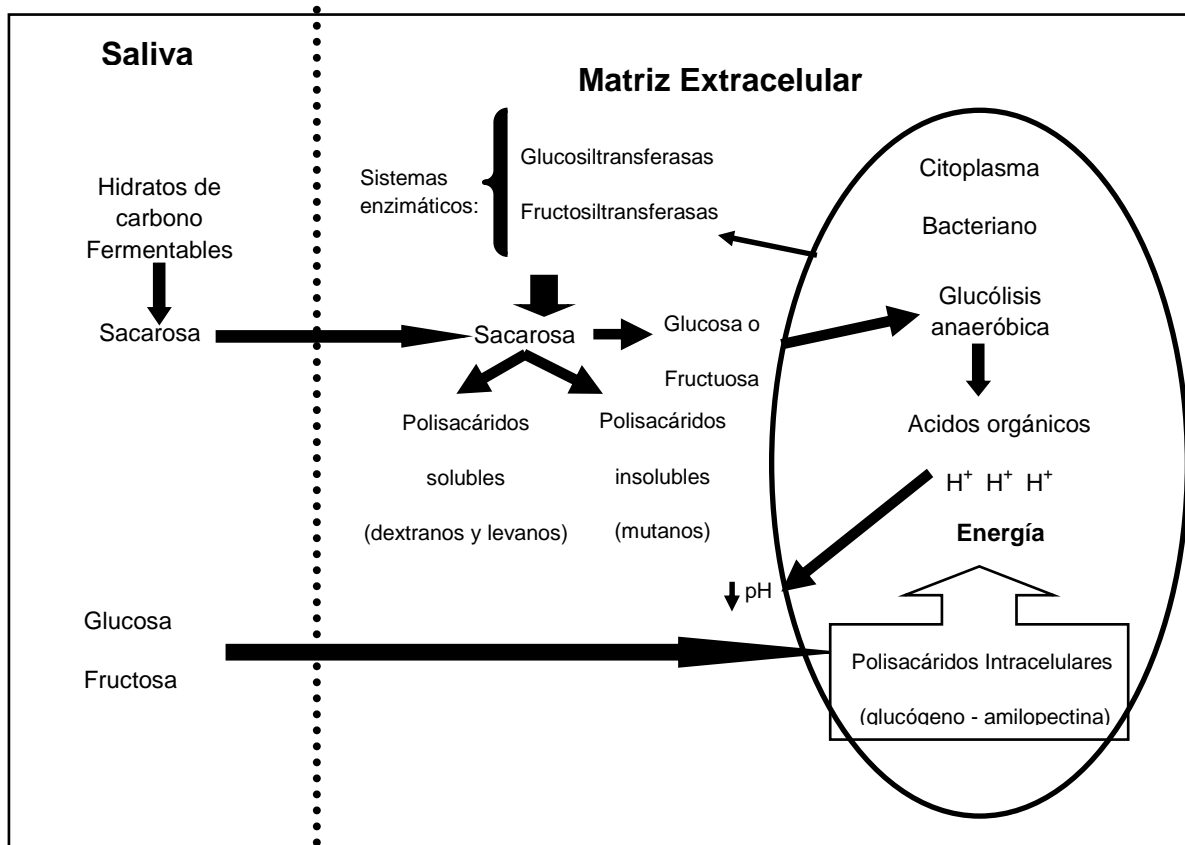 Saliva
Matriz Extracelular
Hidratos de
carbono
Fermentables
Sacarosa
Glucosa
Fructosa
Sistemas
enzimáticos:
Glucosiltransferasas
Fructosiltransferasas
Sacarosa
Glucosa o
Fructuosa
Polisacáridos
solubles
(dextranos y levanos)
Polisacáridos
insolubles
(mutanos)
pH
Citoplasma
Bacteriano
Glucólisis
anaeróbica
Acidos orgánicos
H⁺ H⁺ H⁺
Energía
Polisacáridos Intracelulares
(glucógeno - amilopectina)